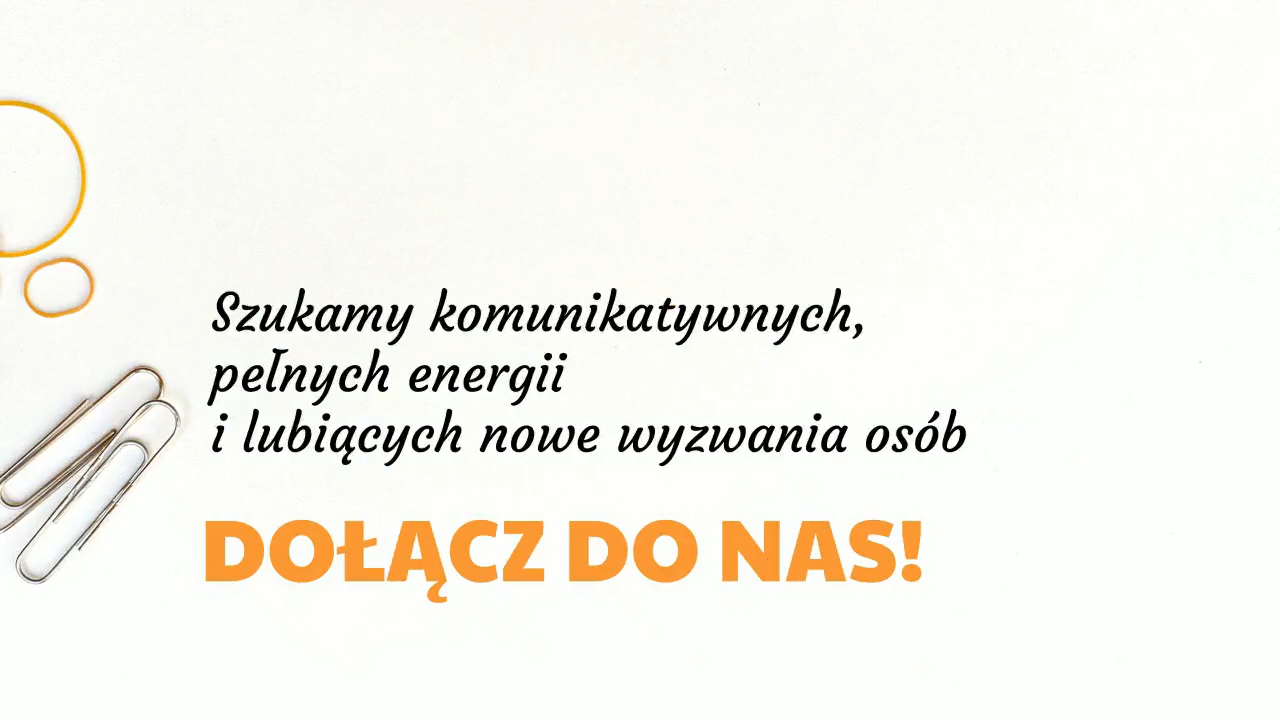 Szukamy komunikatywnych,
pełnych energii
i lubiących nowe wyzwania osób
DOŁĄCZ DO NAS!